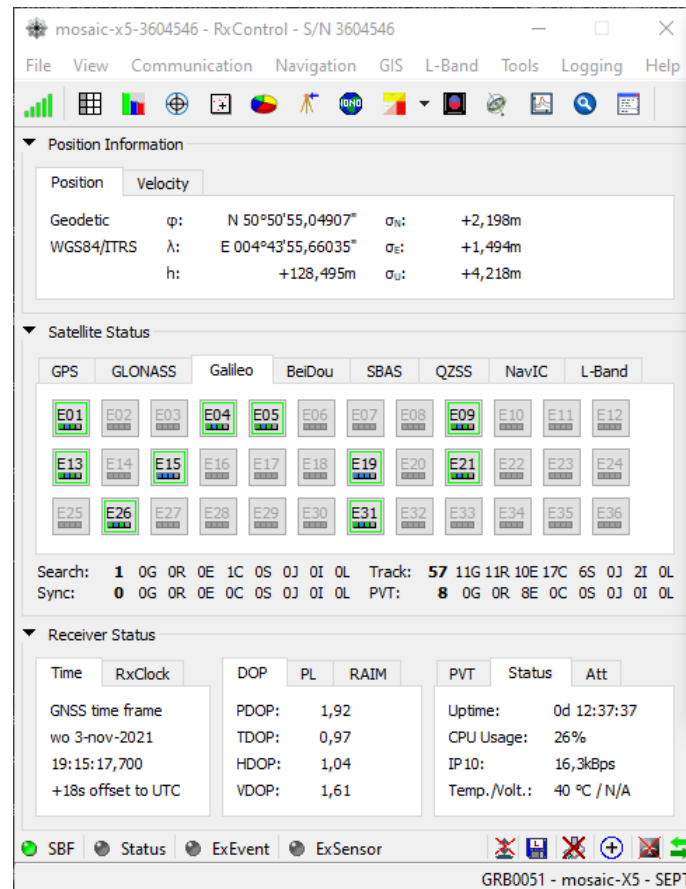 mosaic-x5-3604546 - RxControl - S/N 3604546
File View Communication Navigation GIS L-Band Tools Logging Help
IONO
Position Information
Position Velocity
Geodetic φ: N 50°50'55,04907" σN: +2,198m
WGS84/ITRS λ: E 004°43'55,66035" σE: +1,494m
h: +128,495m σU: +4,218m
Satellite Status
GPS GLONASS Galileo BeiDou SBAS QZSS NavIC L-Band
E01 E02 E03 E04 E05 E06 E07 E08 E09 E10 E11 E12
E13 E14 E15 E16 E17 E18 E19 E20 E21 E22 E23 E24
E25 E26 E27 E28 E29 E30 E31 E32 E33 E34 E35 E36
Search: 1 0G 0R 0E 1C 0S 0J 0I 0L Track: 57 11G 11R 10E 17C 6S 0J 2I 0L
Sync: 0 0G 0R 0E 0C 0S 0J 0I 0L PVT: 8 0G 0R 8E 0C 0S 0J 0I 0L
Receiver Status
Time RxClock DOP PL RAIM PVT Status Att
GNSS time frame PDOP: 1,92 Uptime: 0d 12:37:37
wo 3-nov-2021 TDOP: 0,97 CPU Usage: 26%
19:15:17,700 HDOP: 1,04 IP10: 16,3kBps
+18s offset to UTC VDOP: 1,61 Temp./Volt.: 40 °C / N/A
SBF Status ExEvent ExSensor
GRB0051 - mosaic-X5 - SEPT